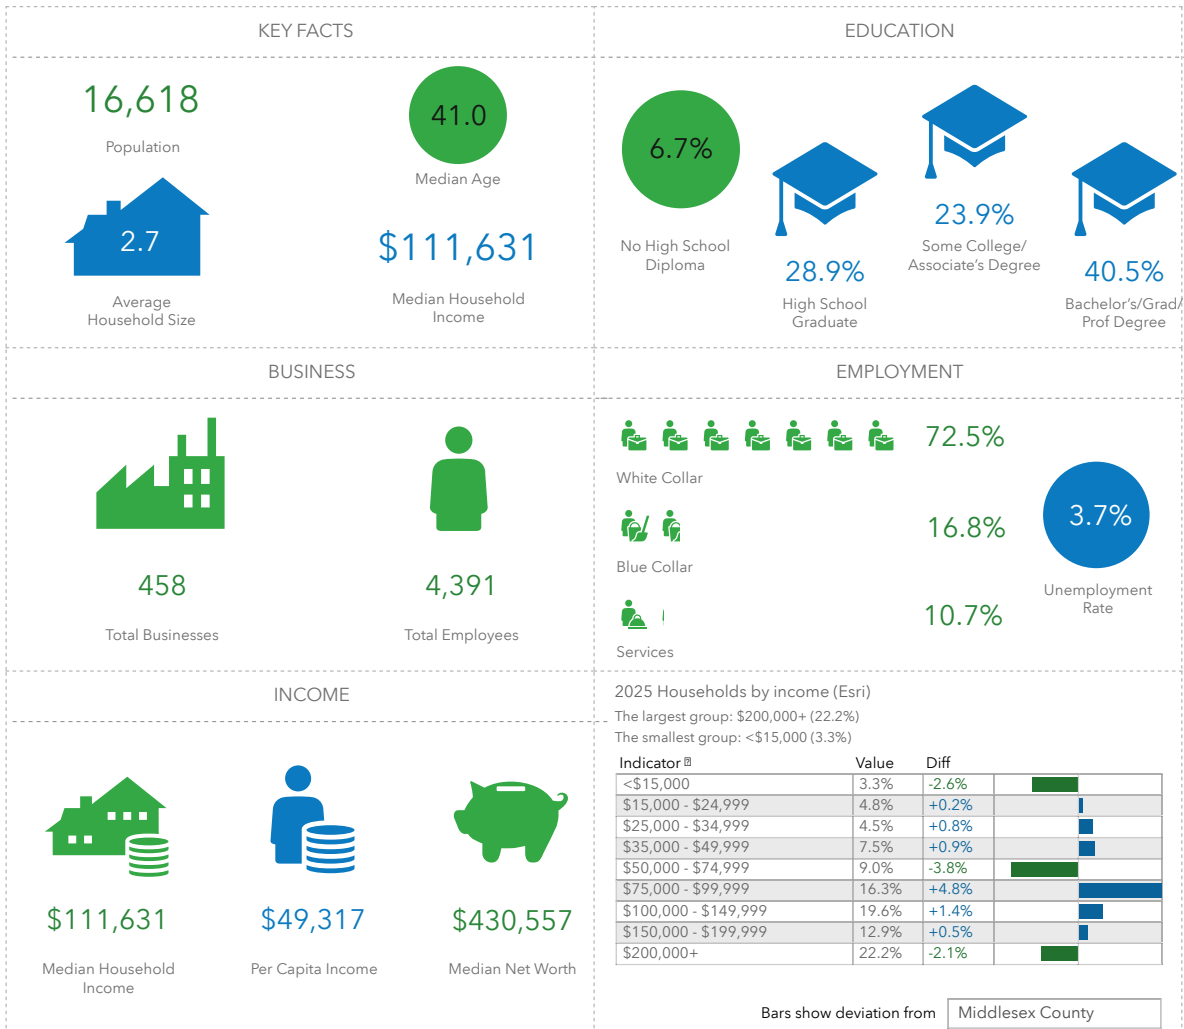 KEY FACTS
16,618
Population
41.0
Median Age
2.7
Average
Household Size
$111,631
Median Household
Income
EDUCATION
6.7%
No High School
Diploma
28.9%
High School
Graduate
23.9%
Some College/
Associate's Degree
40.5%
Bachelor's/Grad/
Prof Degree
BUSINESS
458
Total Businesses
4,391
Total Employees
EMPLOYMENT
72.5%
White Collar
16.8%
Blue Collar
10.7%
Services
3.7%
Unemployment
Rate
INCOME
$111,631
Median Household
Income
$49,317
Per Capita Income
$430,557
Median Net Worth
2025 Households by income (Esri)
The largest group: $200,000+ (22.2%)
The smallest group: <$15,000 (3.3%)
Indicator Value Diff
<$15,000 3.3% -2.6%
$15,000 - $24,999 4.8% +0.2%
$25,000 - $34,999 4.5% +0.8%
$35,000 - $49,999 7.5% +0.9%
$50,000 - $74,999 9.0% -3.8%
$75,000 - $99,999 16.3% +4.8%
$100,000 - $149,999 19.6% +1.4%
$150,000 - $199,999 12.9% +0.5%
$200,000+ 22.2% -2.1%
Bars show deviation from Middlesex County